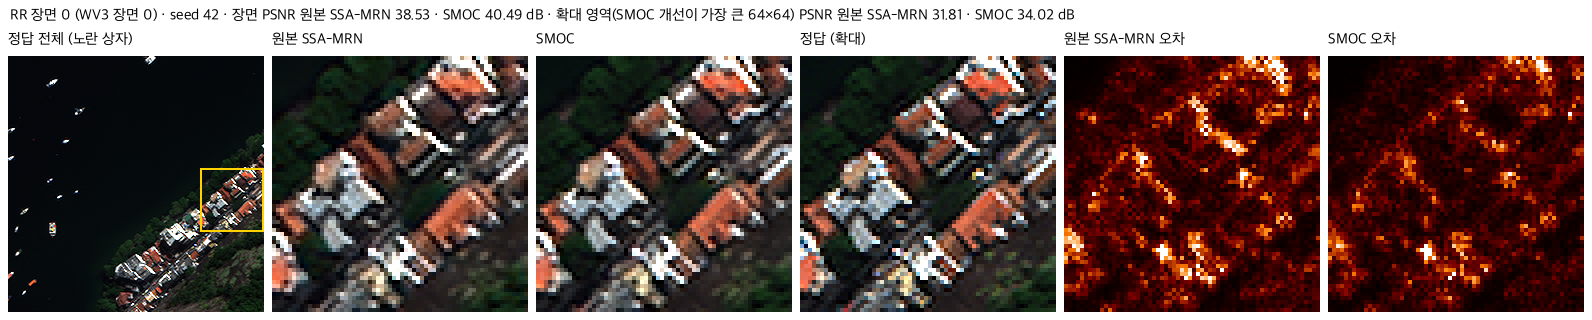 RR 장면 0 (WV3 장면 0) · seed 42 · 장면 PSNR 원본 SSA-MRN 38.53 · SMOC 40.49 dB · 확대 영역(SMOC 개선이 가장 큰 64×64) PSNR 원본 SSA-MRN 31.81 · SMOC 34.02 dB
정답 전체 (노란 상자) 원본 SSA-MRN SMOC 정답 (확대) 원본 SSA-MRN 오차 SMOC 오차